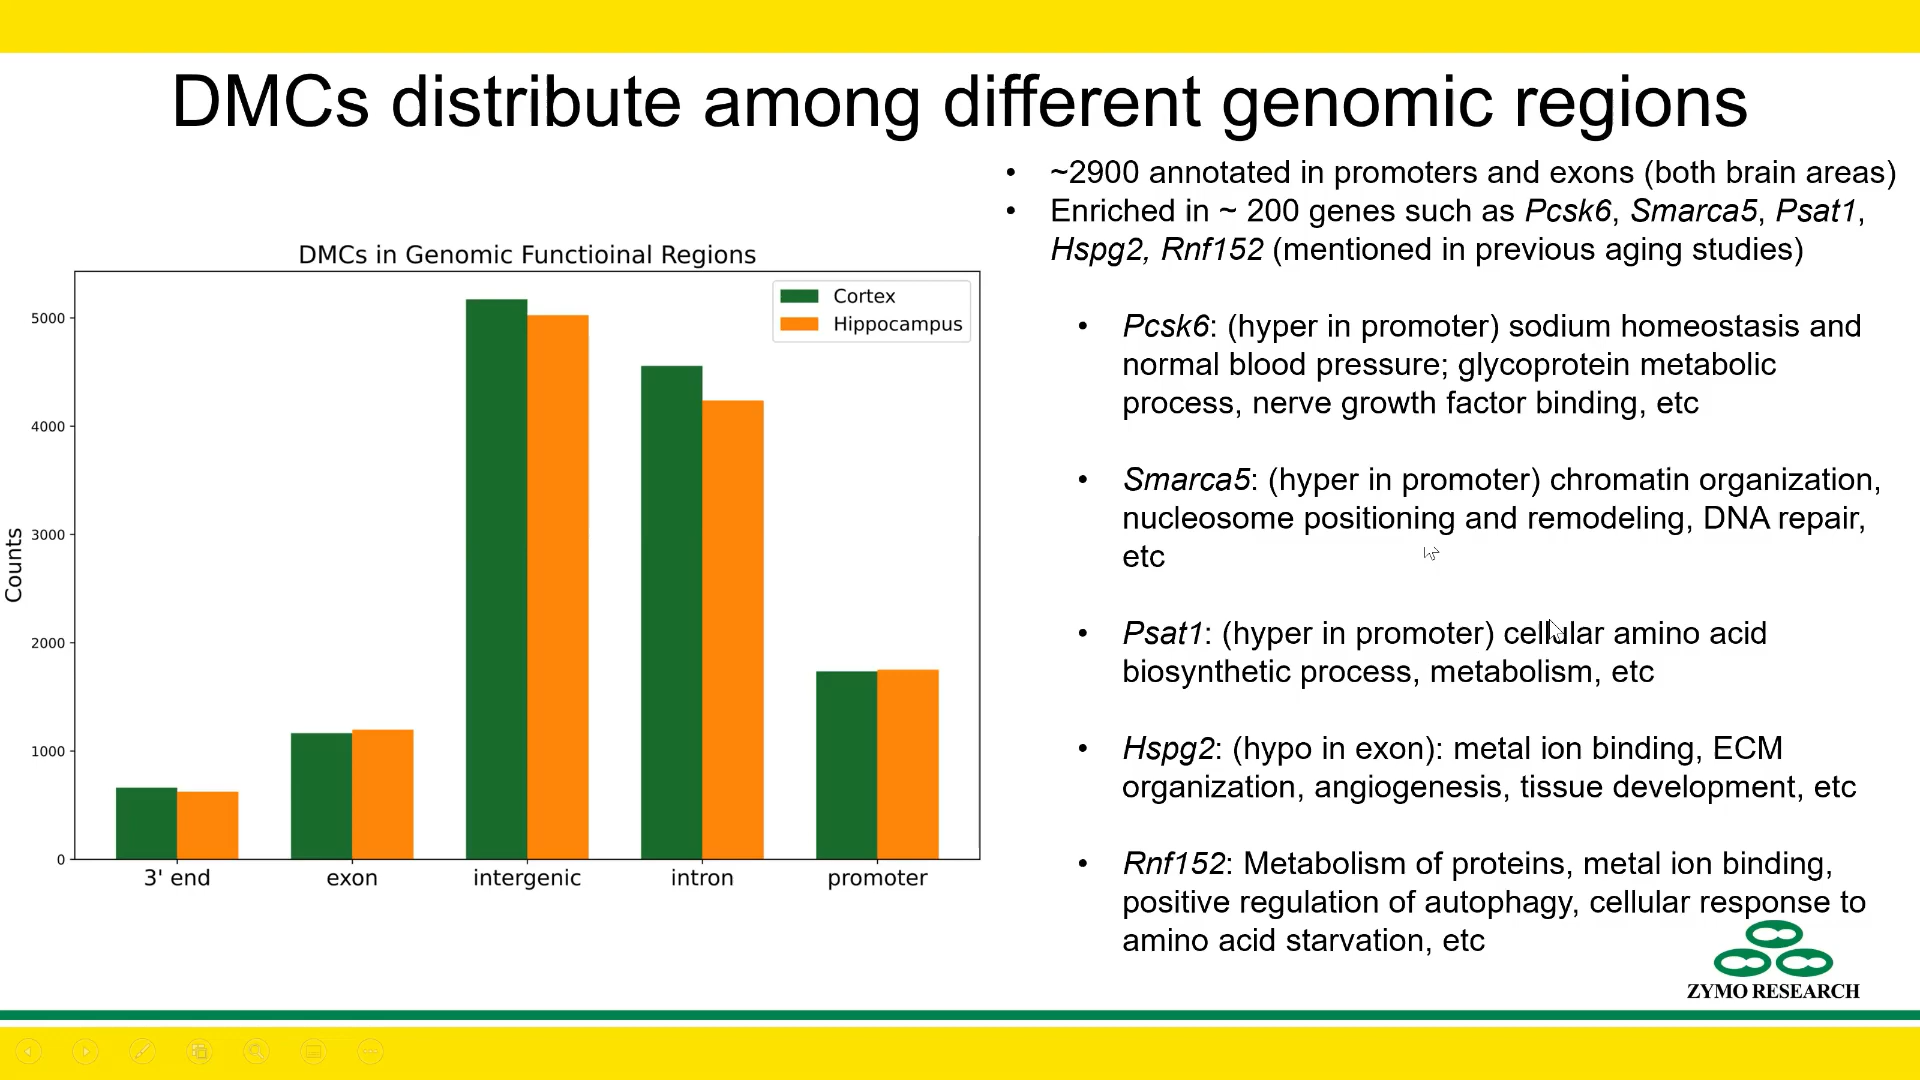 DMCs distribute among different genomic regions
• ~2900 annotated in promoters and exons (both brain areas)
• Enriched in ~ 200 genes such as Pcsk6, Smarca5, Psat1,
Hspg2, Rnf152 (mentioned in previous aging studies)
• Pcsk6: (hyper in promoter) sodium homeostasis and
normal blood pressure; glycoprotein metabolic
process, nerve growth factor binding, etc
• Smarca5: (hyper in promoter) chromatin organization,
nucleosome positioning and remodeling, DNA repair,
etc
• Psat1: (hyper in promoter) cellular amino acid
biosynthetic process, metabolism, etc
• Hspg2: (hypo in exon): metal ion binding, ECM
organization, angiogenesis, tissue development, etc
• Rnf152: Metabolism of proteins, metal ion binding,
positive regulation of autophagy, cellular response to
amino acid starvation, etc
DMCs in Genomic Functioinal Regions
Cortex
Hippocampus
Counts
5000
4000
3000
2000
1000
0
3' end
exon
intergenic
intron
promoter
ZYMO RESEARCH